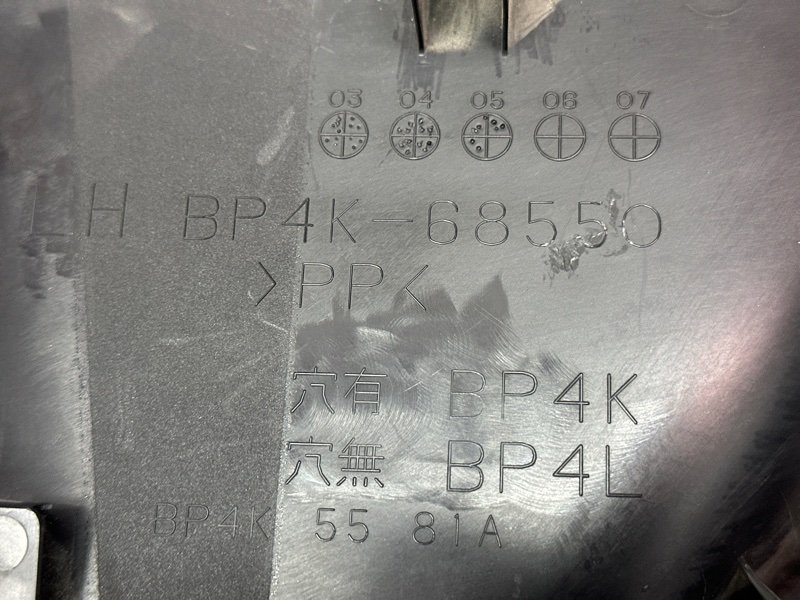 03 04 05 06 07
LH BP4K-68550
>PP<
穴有 BP4K
穴無 BP4L
BP4K 55 81A